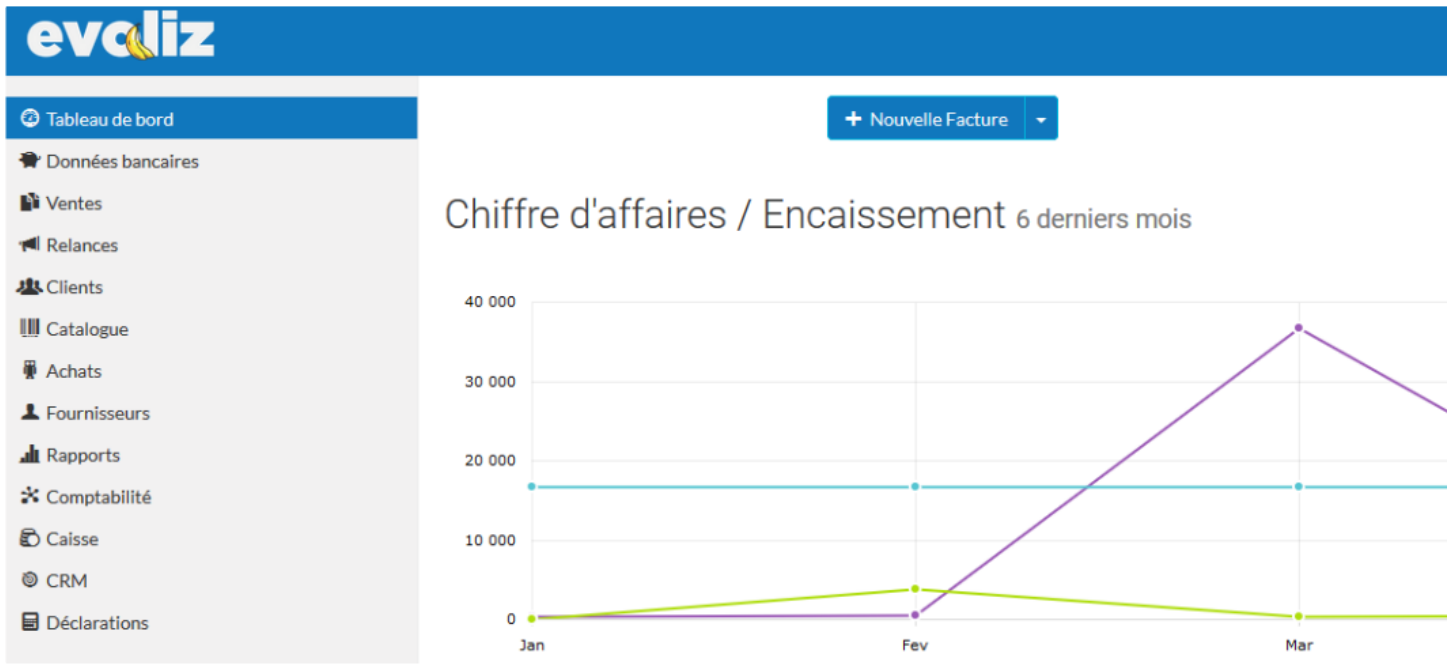 evoliz
Tableau de bord
Données bancaires
Ventes
Relances
Clients
Catalogue
Achats
Fournisseurs
Rapports
Comptabilité
Caisse
CRM
Déclarations
+ Nouvelle Facture
Chiffre d'affaires / Encaissement 6 derniers mois
40 000
30 000
20 000
10 000
0
Jan Fev Mar